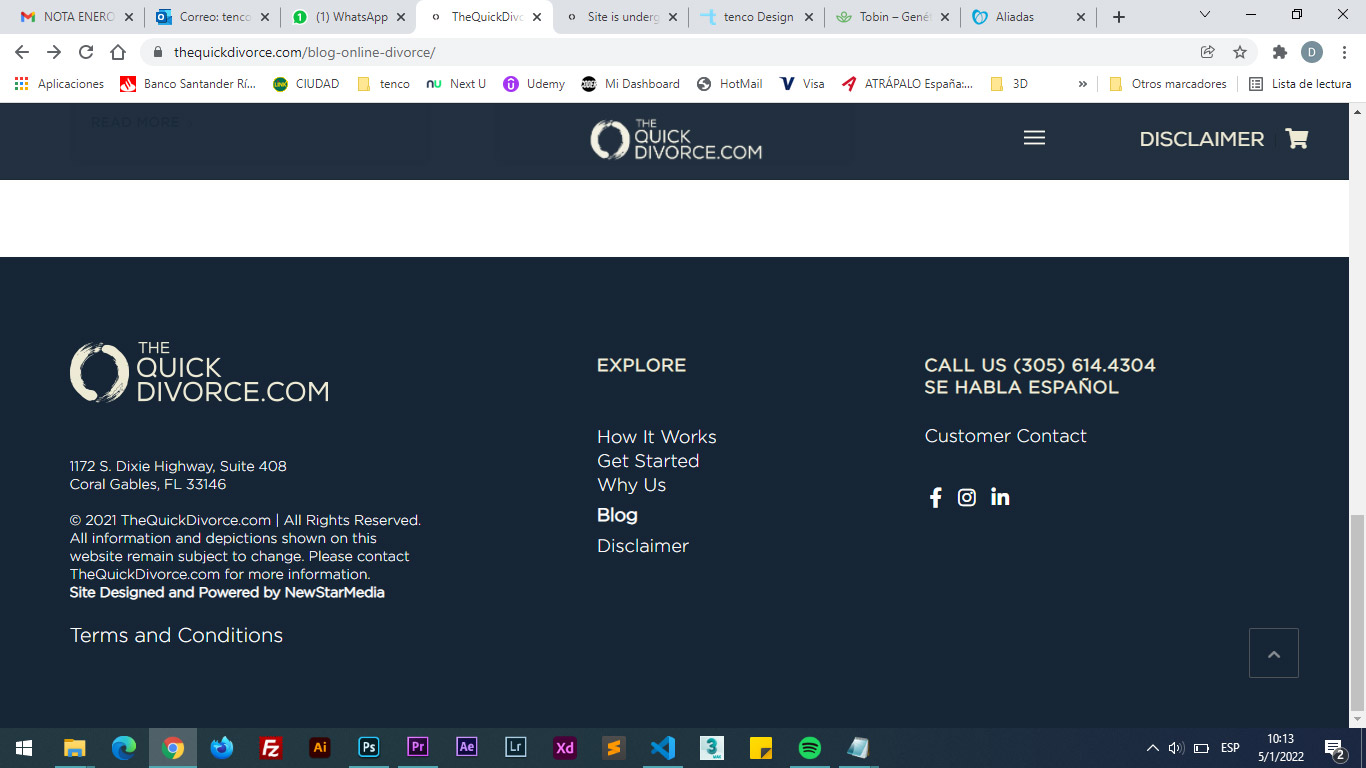 NOTA ENERO
Correo: tenco
(1) WhatsApp
TheQuickDivo
Site is underg
tenco Design
Tobin – Genét
Aliadas
thequickdivorce.com/blog-online-divorce/
D
Aplicaciones
Banco Santander Rí...
LINK
CIUDAD
tenco
nu
Next U
Udemy
CODER
Mi Dashboard
HotMail
Visa
ATRÁPALO España:...
3D
»
Otros marcadores
Lista de lectura
READ MORE
THE
QUICK
DIVORCE.COM
DISCLAIMER
THE
QUICK
DIVORCE.COM
1172 S. Dixie Highway, Suite 408
Coral Gables, FL 33146
© 2021 TheQuickDivorce.com | All Rights Reserved.
All information and depictions shown on this
website remain subject to change. Please contact
TheQuickDivorce.com for more information.
Site Designed and Powered by NewStarMedia
Terms and Conditions
EXPLORE
How It Works
Get Started
Why Us
Blog
Disclaimer
CALL US (305) 614.4304
SE HABLA ESPAÑOL
Customer Contact
Fz
Ai
Ps
Pr
Ae
Lr
Xd
3
ESP
10:13
5/1/2022
2